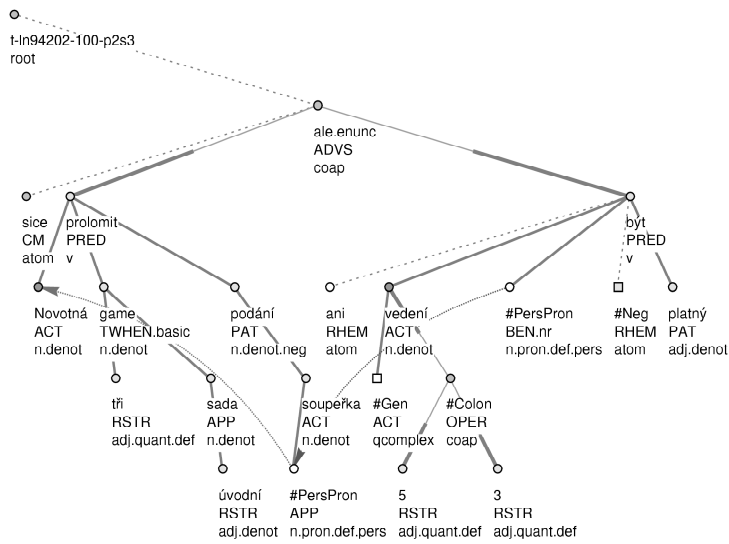 t-ln94202-100-p2s3
root
ale.enunc
ADVS
coap
sice
CM
atom
prolomit
PRED
v
být
PRED
v
Novotná
ACT
n.denot
game
TWHEN.basic
n.denot
podání
PAT
n.denot.neg
ani
RHEM
atom
vedení
ACT
n.denot
#PersPron
BEN.nr
n.pron.def.pers
#Neg
RHEM
atom
platný
PAT
adj.denot
tři
RSTR
adj.quant.def
sada
APP
n.denot
soupeřka
ACT
n.denot
#Gen
ACT
qcomplex
#Colon
OPER
coap
úvodní
RSTR
adj.denot
#PersPron
APP
n.pron.def.pers
5
RSTR
adj.quant.def
3
RSTR
adj.quant.def